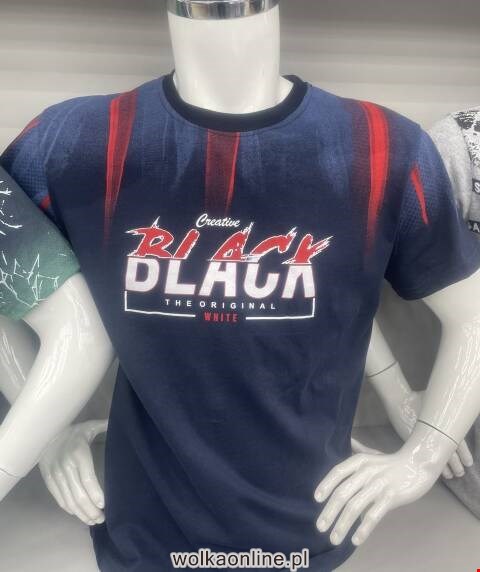 Creative
BLACK
THE ORIGINAL
WHITE
wolkaonline.pl